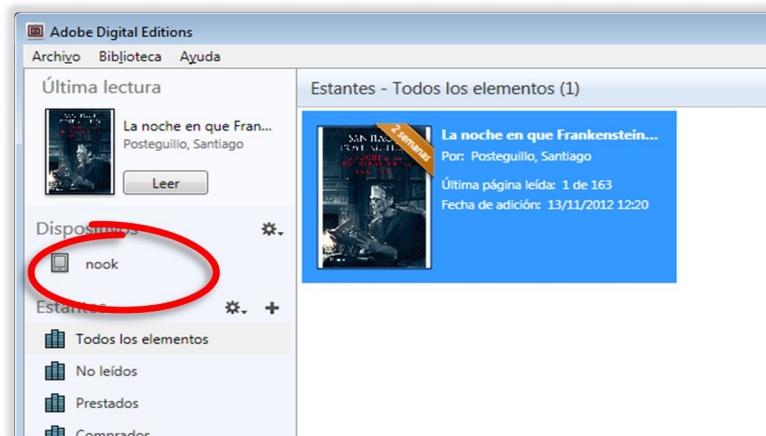 Adobe Digital Editions
Archivo Biblioteca Ayuda
Última lectura
La noche en que Fran...
Posteguillo, Santiago
Leer
Dispositivos
nook
Estantes
Todos los elementos
No leídos
Prestados
Comprados
Estantes - Todos los elementos (1)
2 semanas
La noche en que Frankenstein...
Por: Posteguillo, Santiago
Última página leída: 1 de 163
Fecha de adición: 13/11/2012 12:20